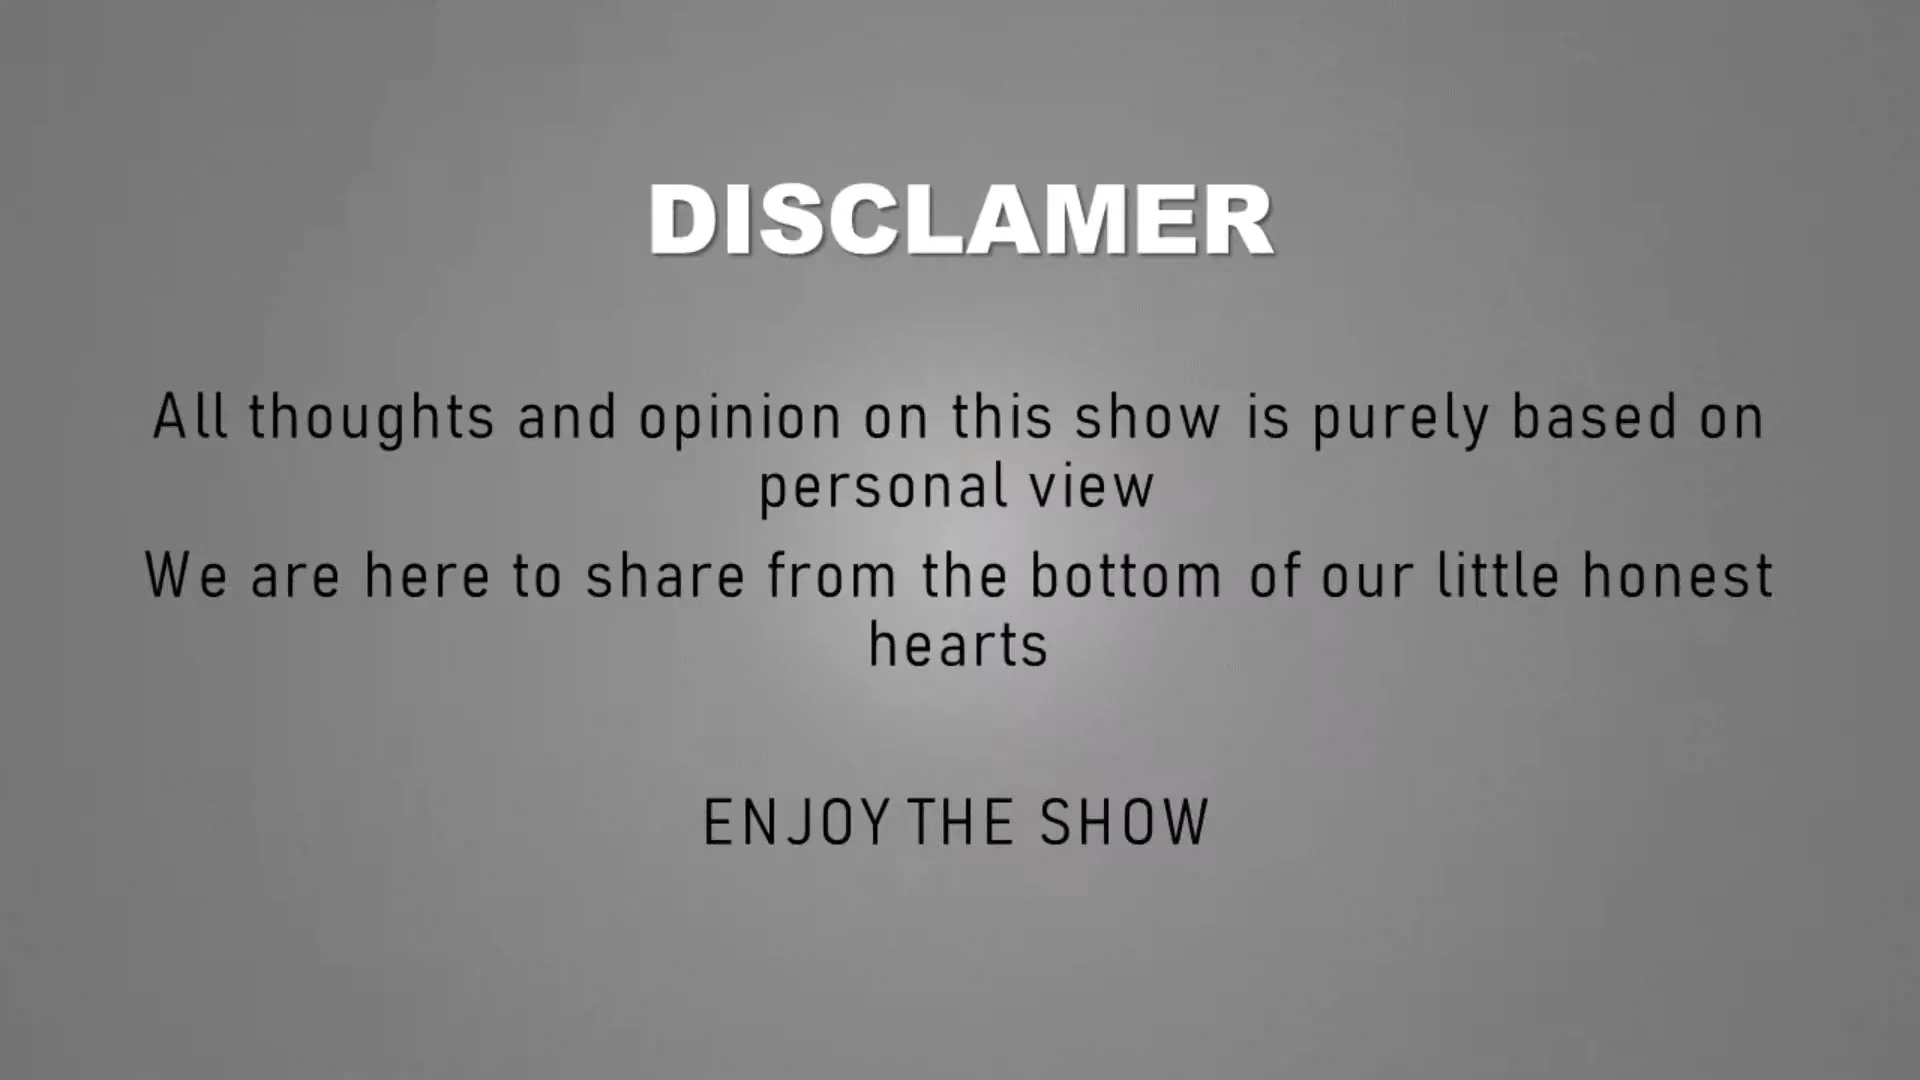 DISCLAMER
All thoughts and opinion on this show is purely based on
personal view
We are here to share from the bottom of our little honest
hearts
ENJOY THE SHOW